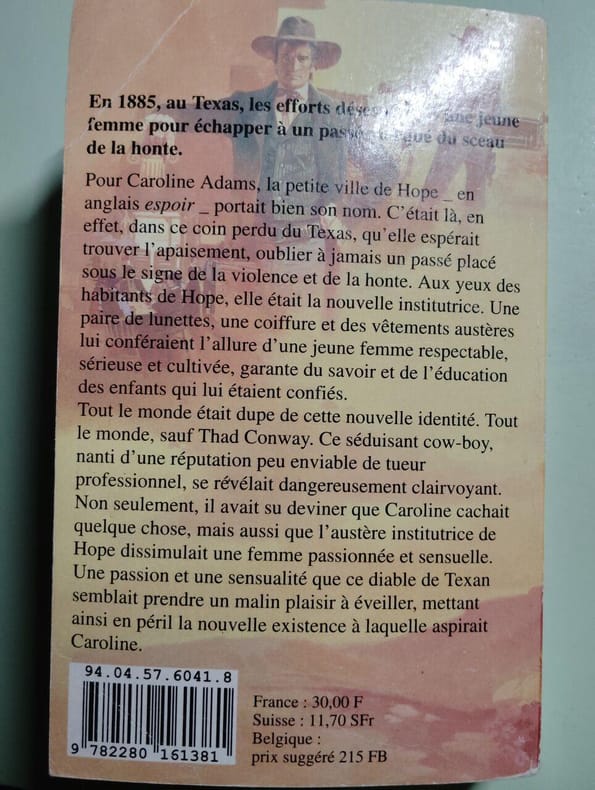 En 1885, au Texas, les efforts jeune
femme pour échapper à un passé du sceau
de la honte.
Pour Caroline Adams, la petite ville de Hope _ en
anglais espoir _ portait bien son nom. C'était là, en
effet, dans ce coin perdu du Texas, qu'elle espérait
trouver l'apaisement, oublier à jamais un passé placé
sous le signe de la violence et de la honte. Aux yeux des
habitants de Hope, elle était la nouvelle institutrice. Une
paire de lunettes, une coiffure et des vêtements austères
lui conféraient l'allure d'une jeune femme respectable,
sérieuse et cultivée, garante du savoir et de l'éducation
des enfants qui lui étaient confiés.
Tout le monde était dupe de cette nouvelle identité. Tout
le monde, sauf Thad Conway. Ce séduisant cow-boy,
nanti d'une réputation peu enviable de tueur
professionnel, se révélait dangereusement clairvoyant.
Non seulement, il avait su deviner que Caroline cachait
quelque chose, mais aussi que l'austère institutrice de
Hope dissimulait une femme passionnée et sensuelle.
Une passion et une sensualité que ce diable de Texan
semblait prendre un malin plaisir à éveiller, mettant
ainsi en péril la nouvelle existence à laquelle aspirait
Caroline.
94.04.57.6041.8
9 782280 161381
France : 30,00 F
Suisse : 11,70 SFr
Belgique :
prix suggéré 215 FB